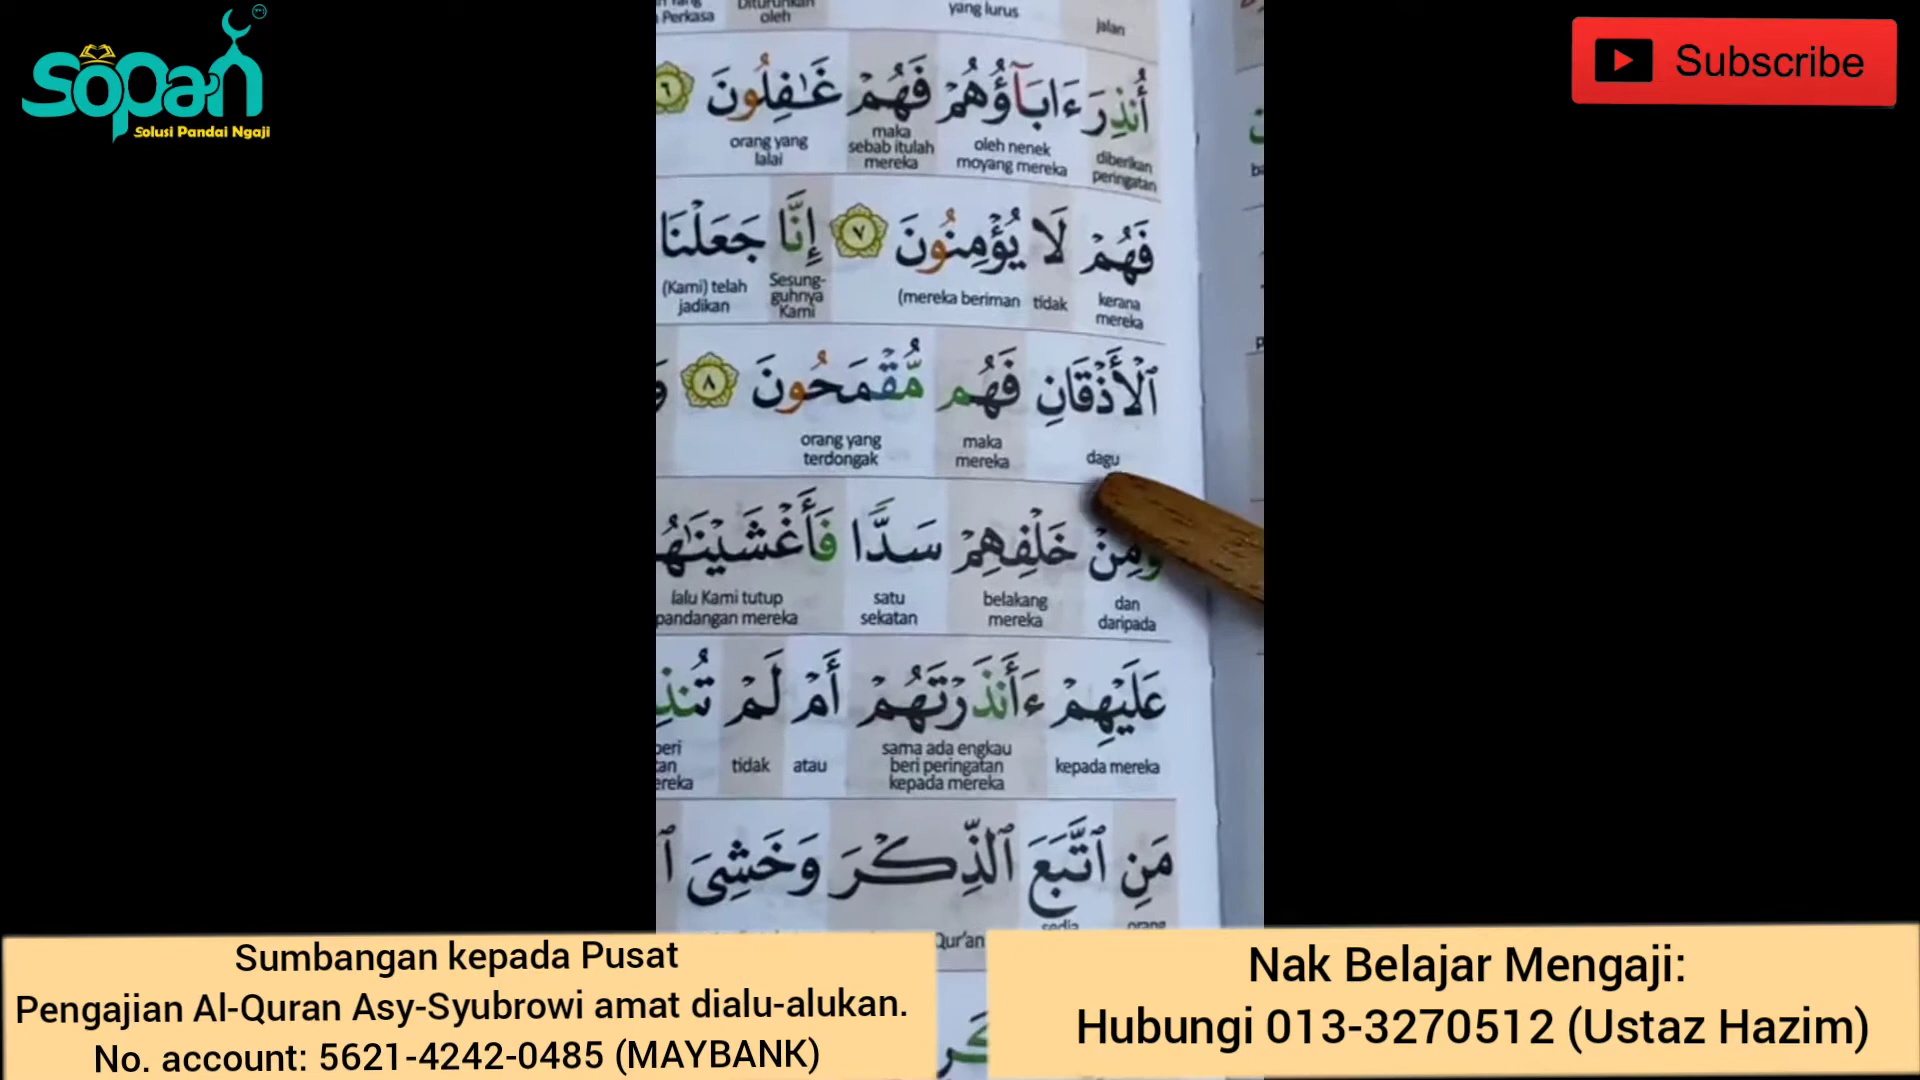 Sopan
Solusi Pandai Ngaji
Subscribe
Perkasa
oleh
yang lurus
jalan
أُنذِرَ ءَابَآؤُهُمْ فَهُمْ غَٰفِلُونَ ٦
diberikan peringatan
oleh nenek moyang mereka
maka sebab itulah mereka
orang yang lalai
فَهُمْ لَا يُؤْمِنُونَ ٧ إِنَّا جَعَلْنَا
kerana mereka
tidak
(mereka beriman
Sesung-guhnya Kami
(Kami) telah jadikan
ٱلْأَذْقَانِ فَهُم مُّقْمَحُونَ ٨
dagu
maka mereka
orang yang terdongak
وَمِنْ خَلْفِهِمْ سَدًّا
dan daripada
belakang mereka
satu sekatan
lalu Kami tutup pandangan mereka
عَلَيْهِمْ ءَأَنذَرْتَهُمْ أَمْ لَمْ
kepada mereka
sama ada engkau beri peringatan kepada mereka
atau
tidak
مَنِ ٱتَّبَعَ ٱلذِّكْرَ وَخَشِىَ
Qur'an
Sumbangan kepada Pusat
Pengajian Al-Quran Asy-Syubrowi amat dialu-alukan.
No. account: 5621-4242-0485 (MAYBANK)
Nak Belajar Mengaji:
Hubungi 013-3270512 (Ustaz Hazim)